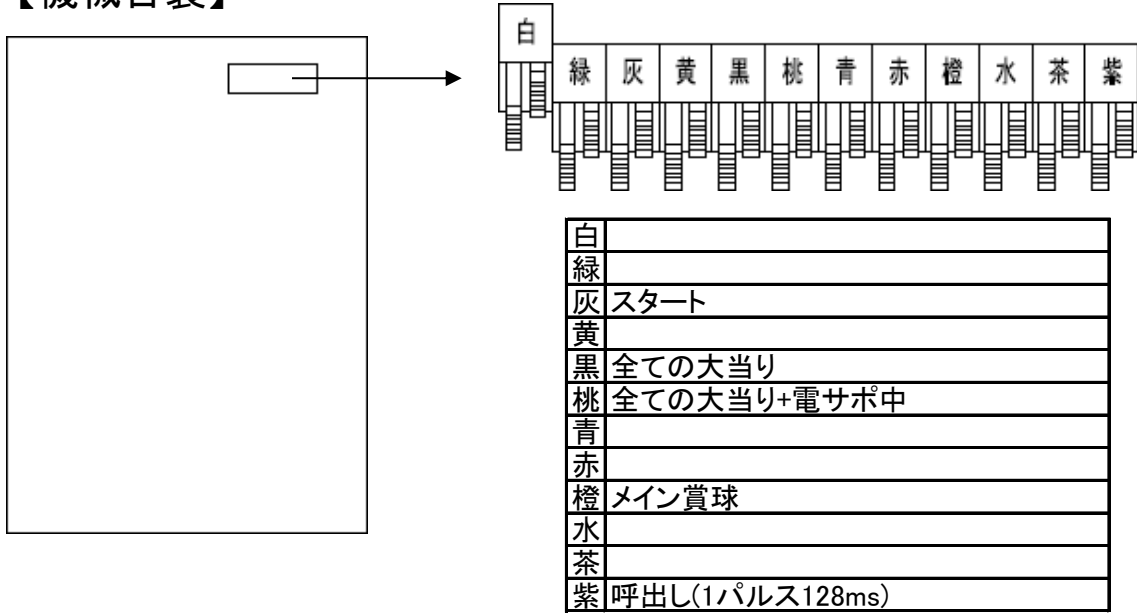 【機械台裏】
白 緑 灰 黄 黒 桃 青 赤 橙 水 茶 紫
白
緑
灰 スタート
黄
黒 全ての大当り
桃 全ての大当り+電サポ中
青
赤
橙 メイン賞球
水
茶
紫 呼出し(1パルス128ms)